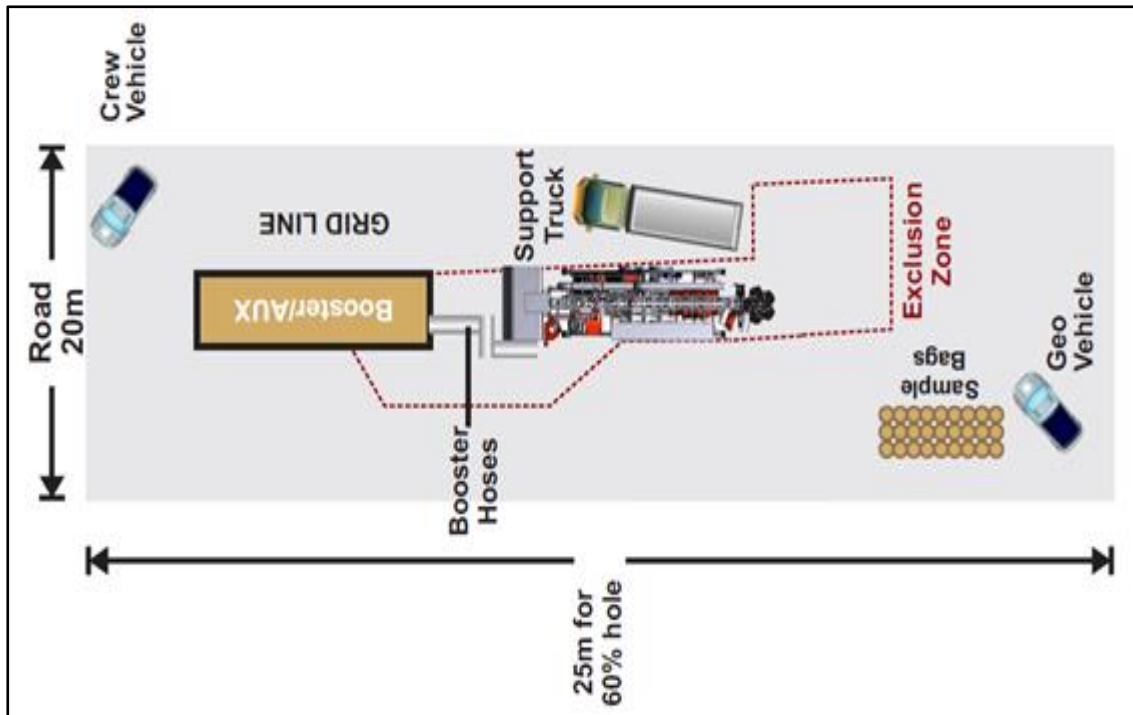 Crew
Vehicle
Road
20m
GRID LINE
Booster/AUX
Support
Truck
Exclusion
Zone
Booster
Hoses
Sample
Bags
Geo
Vehicle
25m for
60% hole